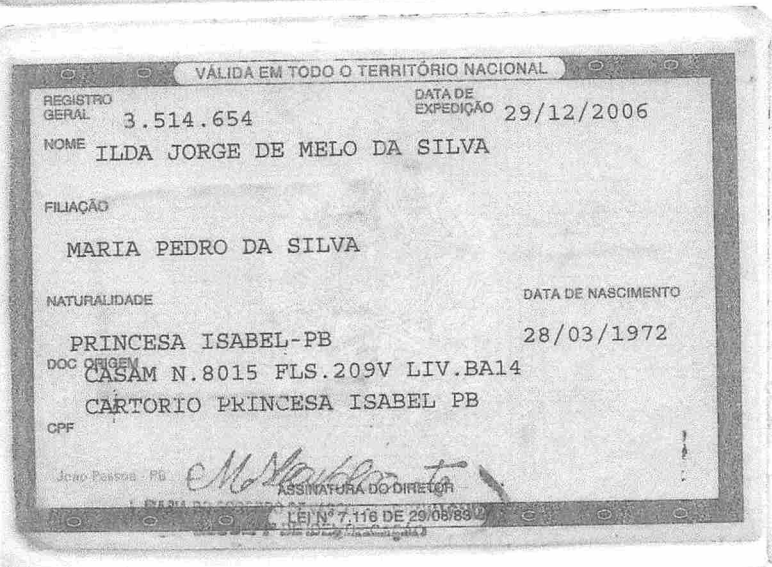 VÁLIDA EM TODO O TERRITÓRIO NACIONAL
REGISTRO GERAL 3.514.654 DATA DE EXPEDIÇÃO 29/12/2006
NOME ILDA JORGE DE MELO DA SILVA
FILIAÇÃO
MARIA PEDRO DA SILVA
NATURALIDADE DATA DE NASCIMENTO
PRINCESA ISABEL-PB 28/03/1972
DOC ORIGEM
CASAM N.8015 FLS.209V LIV.BA14
CARTORIO PRINCESA ISABEL PB
CPF
João Pessoa - PB
ASSINATURA DO DIRETOR
LEI Nº 7.116 DE 29/08/83